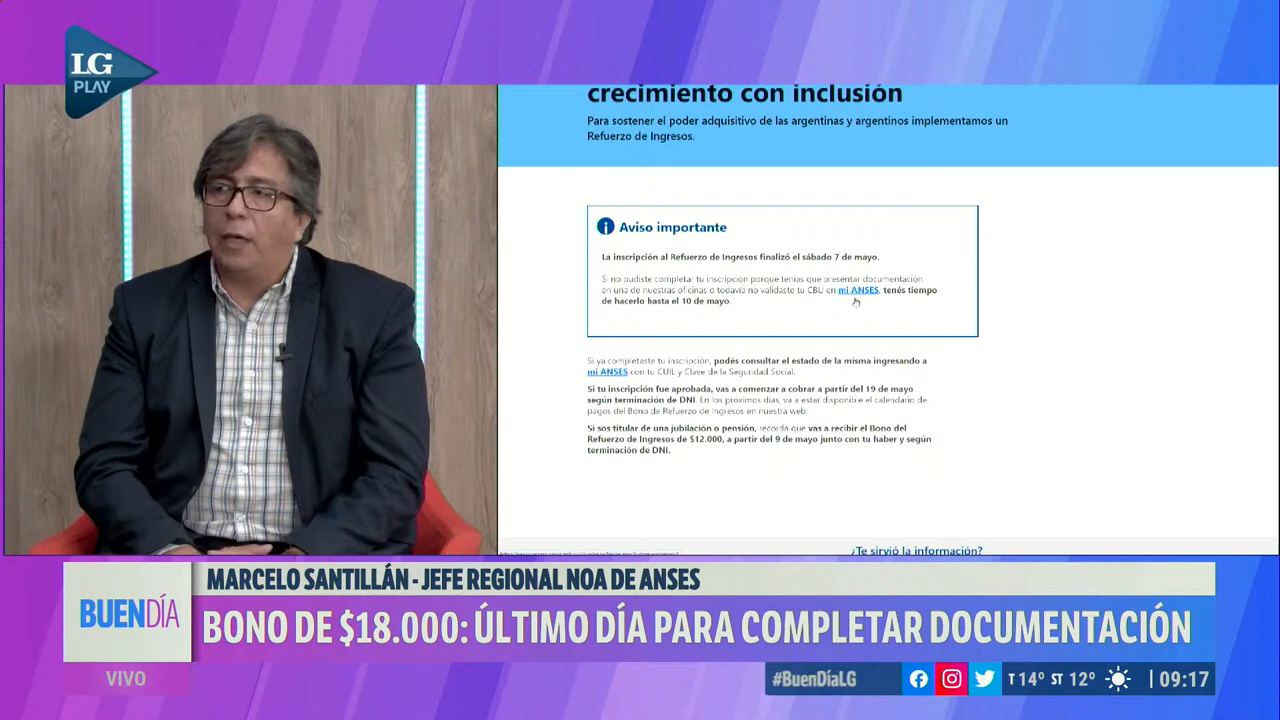 LG
PLAY
crecimiento con inclusión
Para sostener el poder adquisitivo de las argentinas y argentinos implementamos un
Refuerzo de Ingresos.
Aviso importante
La inscripción al Refuerzo de Ingresos finalizó el sábado 7 de mayo.
Si no pudiste completar tu inscripción porque tenías que presentar documentación
en una de nuestras oficinas o todavía no validaste tu CBU en mi ANSES, tenés tiempo
de hacerlo hasta el 10 de mayo.
Si ya completaste tu inscripción, podés consultar el estado de la misma ingresando a
mi ANSES con tu CUIL y Clave de la Seguridad Social.
Si tu inscripción fue aprobada, vas a comenzar a cobrar a partir del 19 de mayo
según terminación de DNI. En los próximos días, va a estar disponible el calendario de
pagos del Bono de Refuerzo de Ingresos en nuestra web.
Si sos titular de una jubilación o pensión, recordá que vas a recibir el Bono del
Refuerzo de Ingresos de $12.000, a partir del 9 de mayo junto con tu haber y según
terminación de DNI.
¿Te sirvió la información?
MARCELO SANTILLÁN - JEFE REGIONAL NOA DE ANSES
BUENDÍA
BONO DE $18.000: ÚLTIMO DÍA PARA COMPLETAR DOCUMENTACIÓN
VIVO
#BuenDíaLG
T 14º ST 12º
09:17